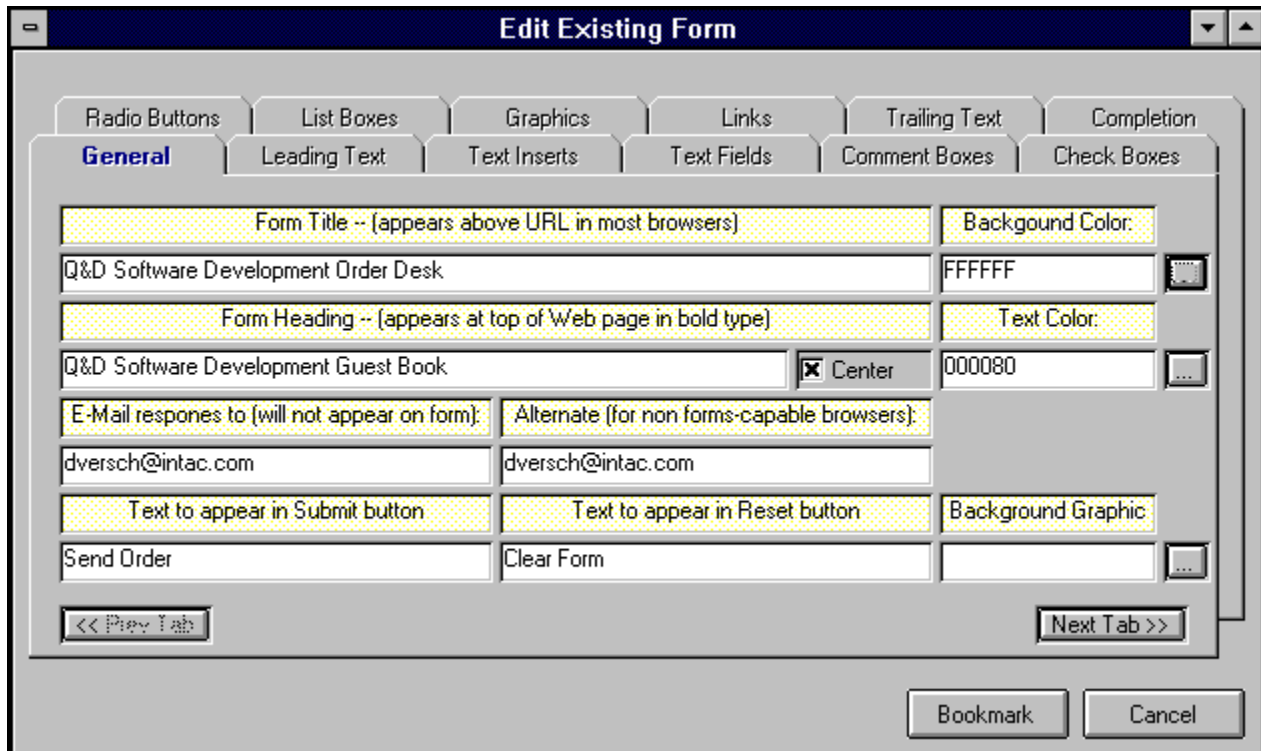 Edit Existing Form
Radio Buttons List Boxes Graphics Links Trailing Text Completion
General Leading Text Text Inserts Text Fields Comment Boxes Check Boxes
Form Title -- (appears above URL in most browsers) Backgound Color:
Q&D Software Development Order Desk FFFFFF ...
Form Heading -- (appears at top of Web page in bold type) Text Color:
Q&D Software Development Guest Book Center 000080 ...
E-Mail respones to (will not appear on form): Alternate (for non forms-capable browsers):
dversch@intac.com dversch@intac.com
Text to appear in Submit button Text to appear in Reset button Background Graphic
Send Order Clear Form ...
<< Prev Tab Next Tab >>
Bookmark Cancel